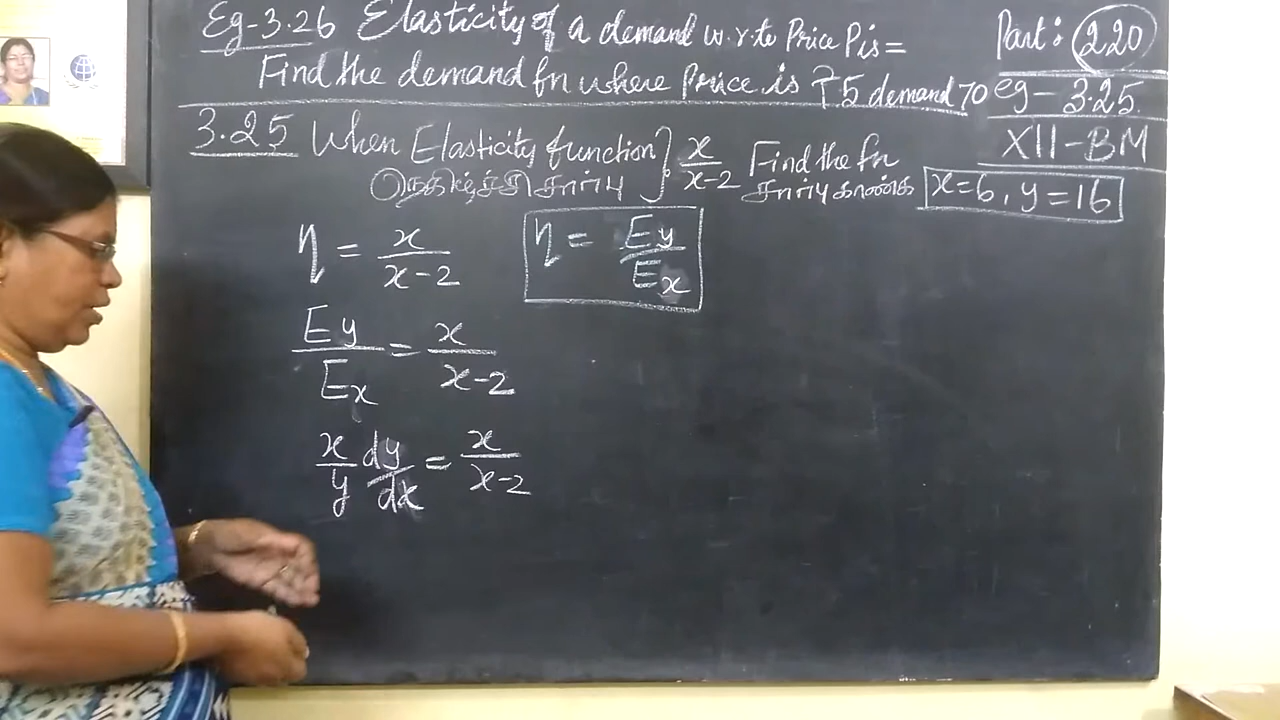 Eg-3.26 Elasticity of a demand w.r.to Price P is =
Find the demand fn where Price is ₹5 demand 70
Part: 220
eg - 3.25
XII-BM
3.25 When Elasticity function } x/x-2 Find the fn
நெகிழ்ச்சி சார்பு சார்பு காண்க x=6, y=16
η = x/x-2
η = Ey/Ex
Ey/Ex = x/x-2
x/y dy/dx = x/x-2